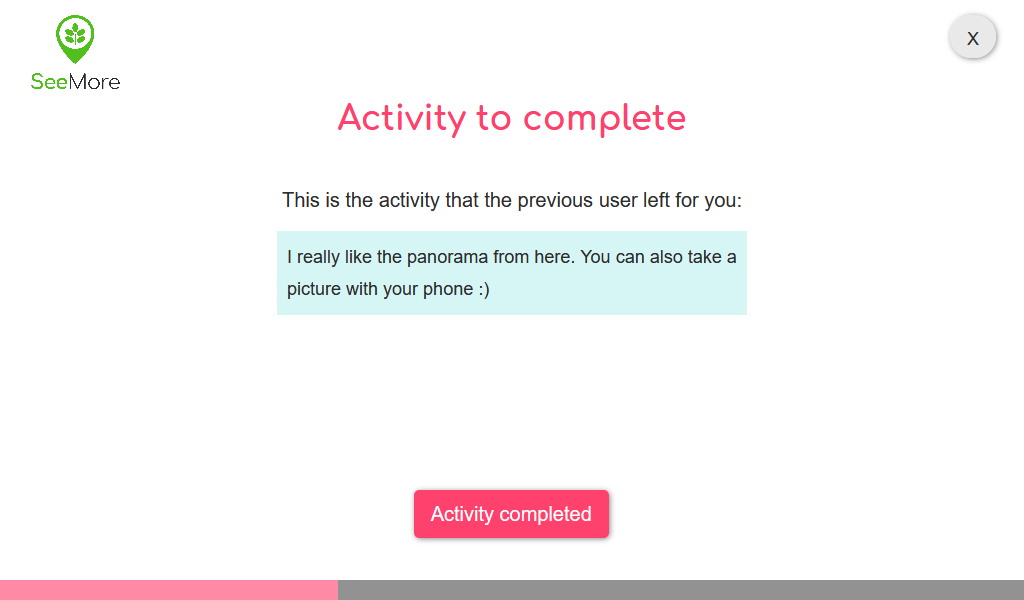 SeeMore
X
Activity to complete
This is the activity that the previous user left for you:
I really like the panorama from here. You can also take a
picture with your phone :)
Activity completed